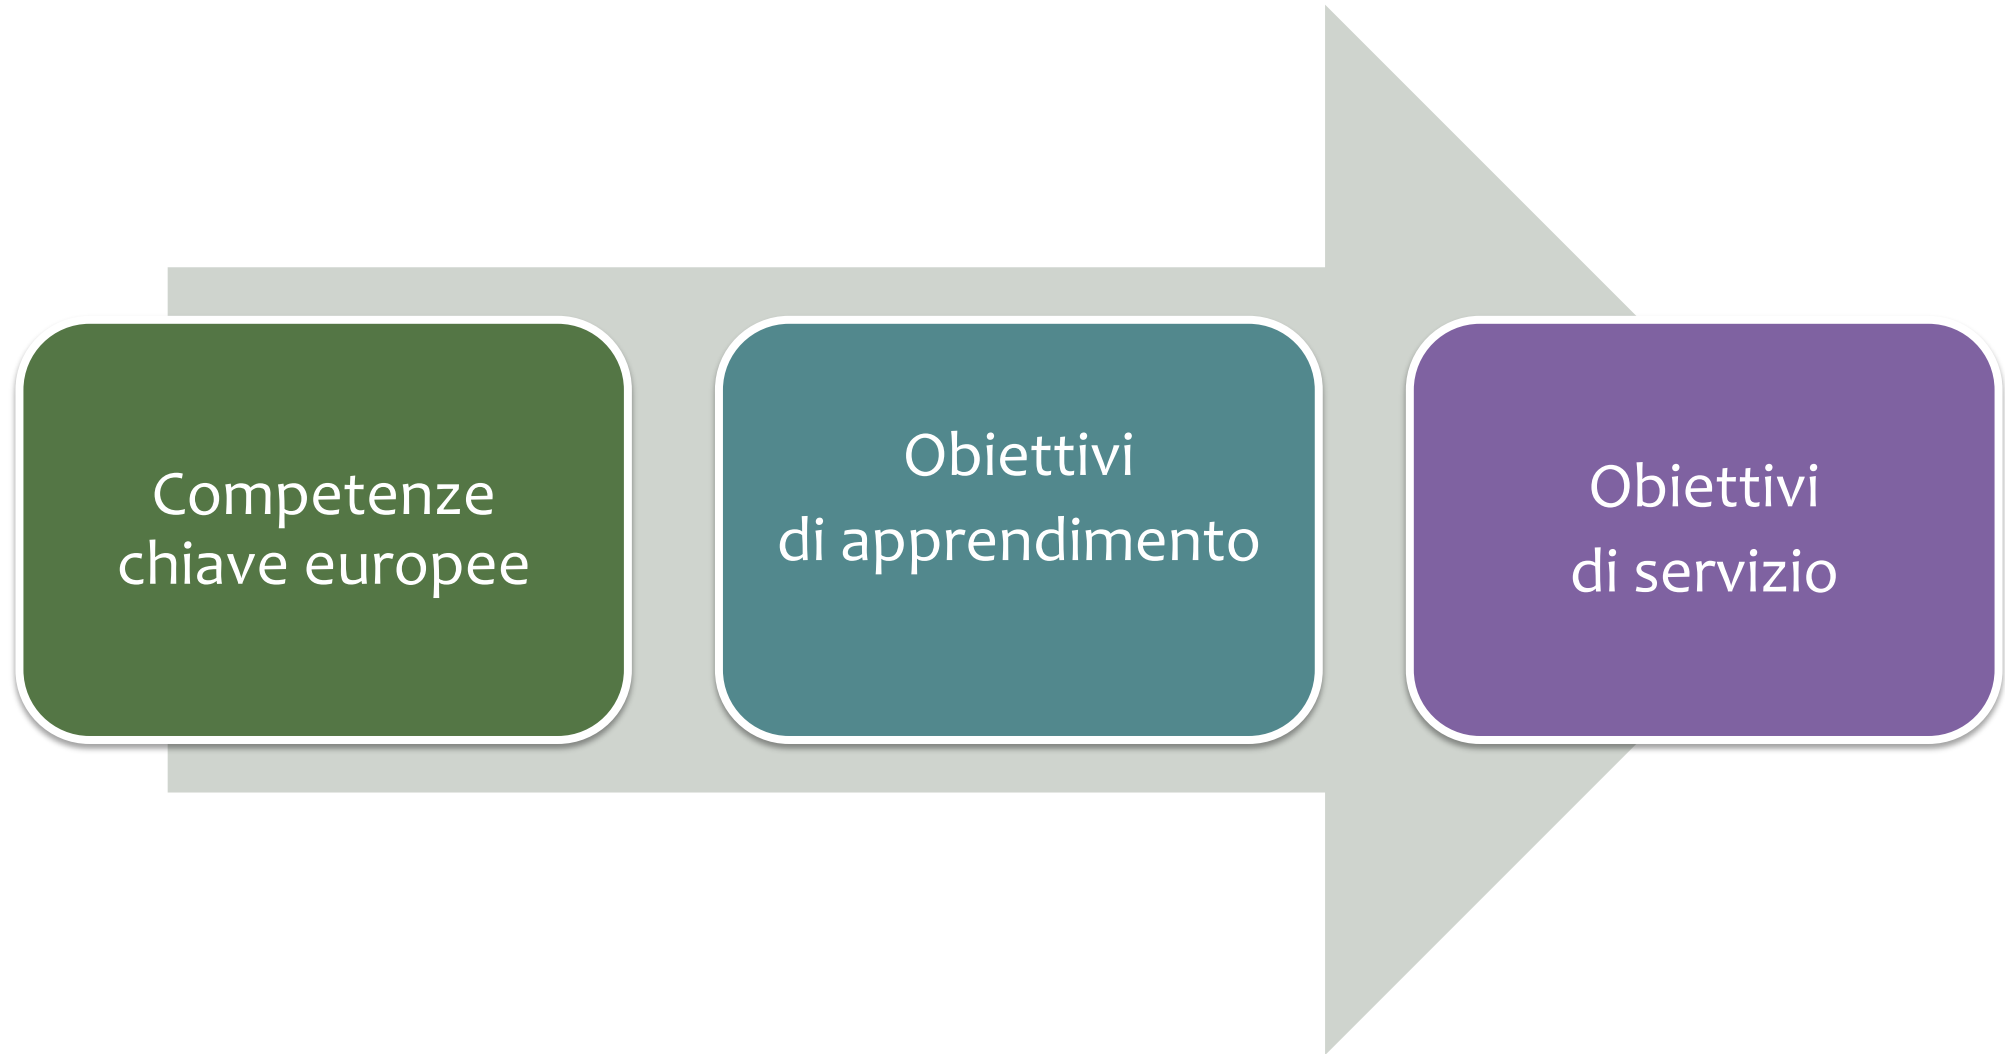 Competenze
chiave europee
Obiettivi
di apprendimento
Obiettivi
di servizio